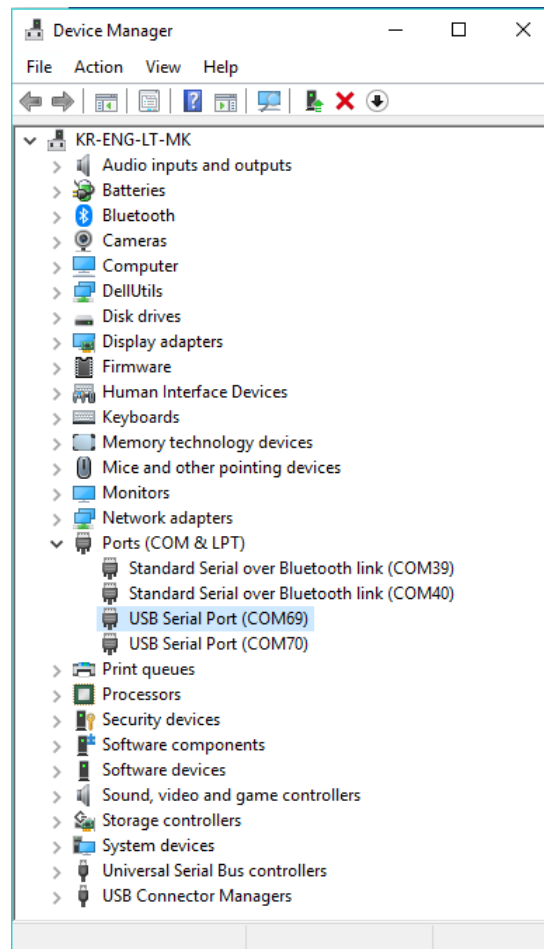 Device Manager
File Action View Help
KR-ENG-LT-MK
Audio inputs and outputs
Batteries
Bluetooth
Cameras
Computer
DellUtils
Disk drives
Display adapters
Firmware
Human Interface Devices
Keyboards
Memory technology devices
Mice and other pointing devices
Monitors
Network adapters
Ports (COM & LPT)
Standard Serial over Bluetooth link (COM39)
Standard Serial over Bluetooth link (COM40)
USB Serial Port (COM69)
USB Serial Port (COM70)
Print queues
Processors
Security devices
Software components
Software devices
Sound, video and game controllers
Storage controllers
System devices
Universal Serial Bus controllers
USB Connector Managers